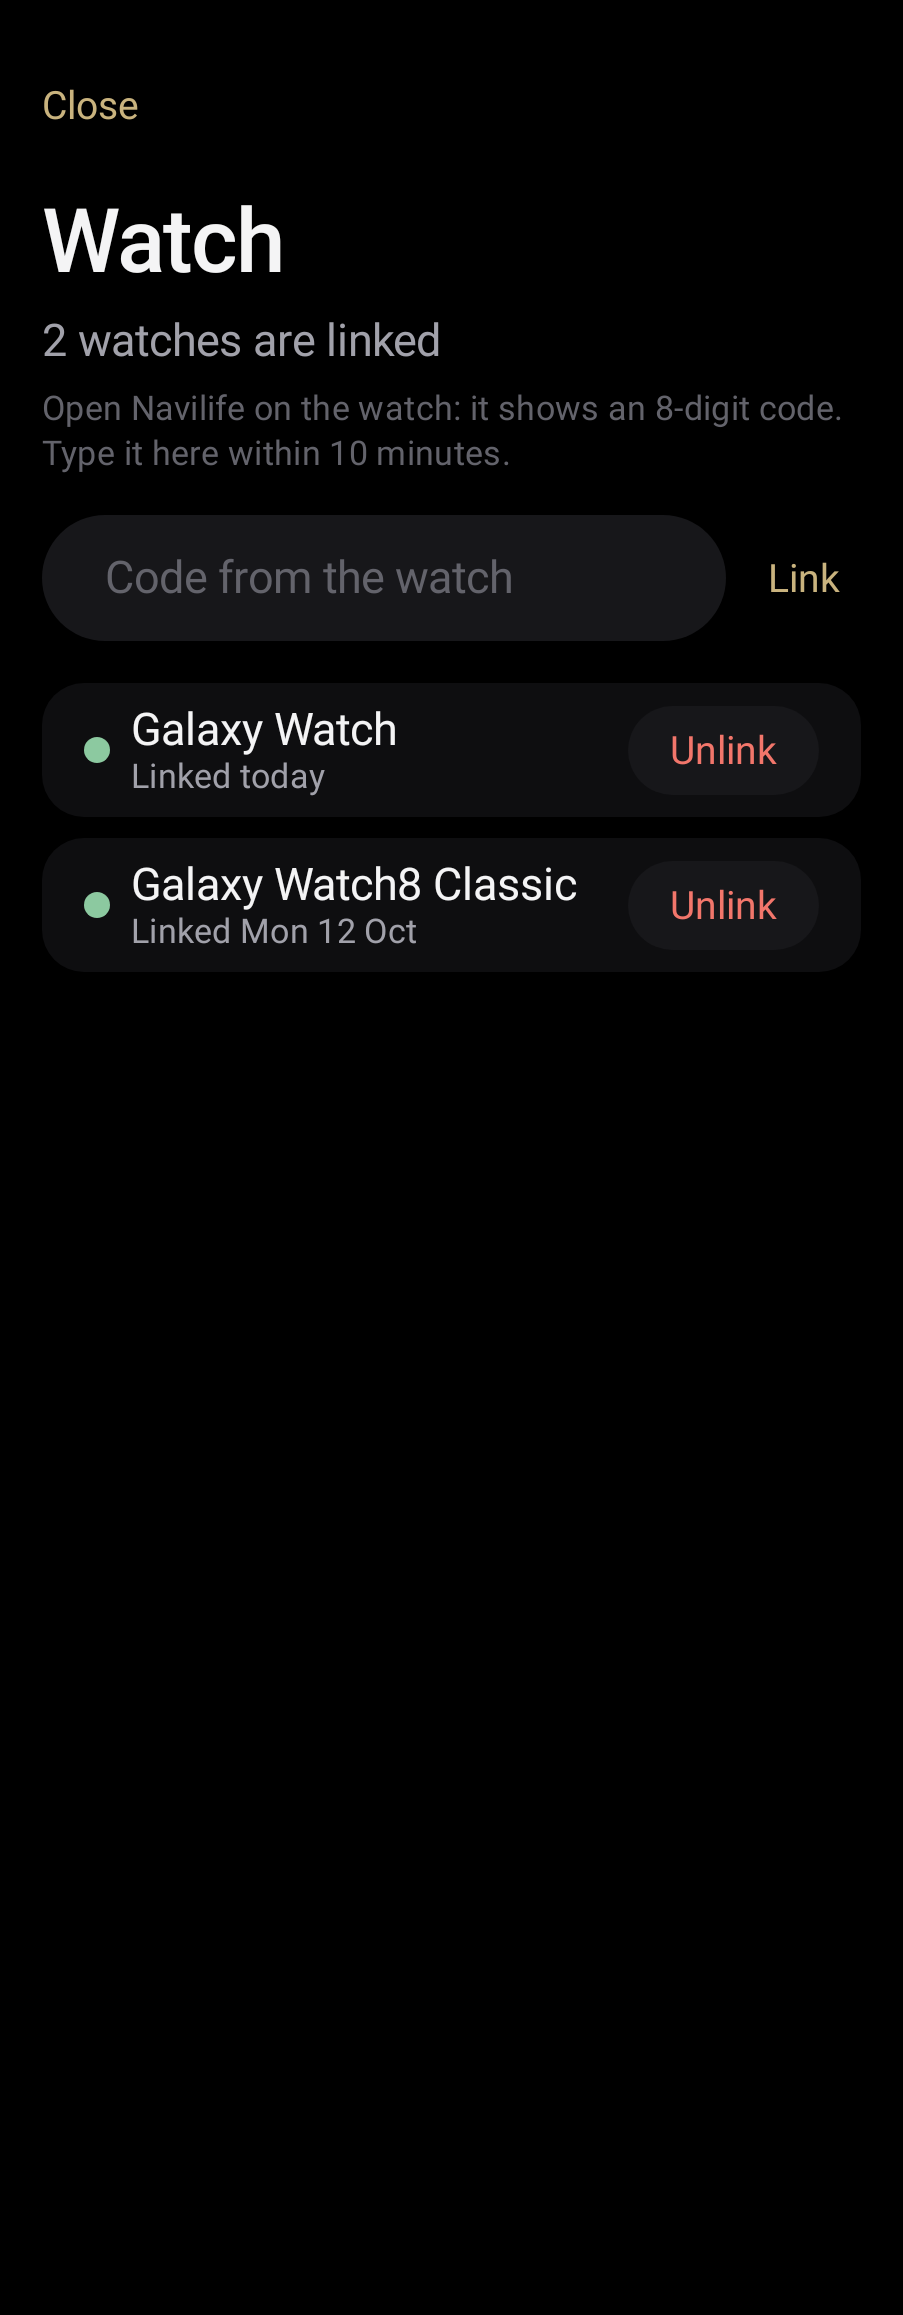 Close
Watch
2 watches are linked
Open Navilife on the watch: it shows an 8-digit code.
Type it here within 10 minutes.
Code from the watch
Link
Galaxy Watch
Linked today
Unlink
Galaxy Watch8 Classic
Linked Mon 12 Oct
Unlink